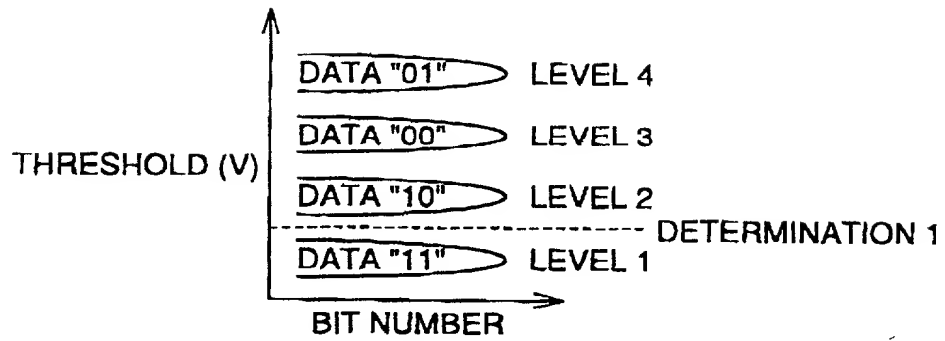 DATA "01" LEVEL 4
DATA "00" LEVEL 3
THRESHOLD (V)
DATA "10" LEVEL 2
DETERMINATION 1
DATA "11" LEVEL 1
BIT NUMBER